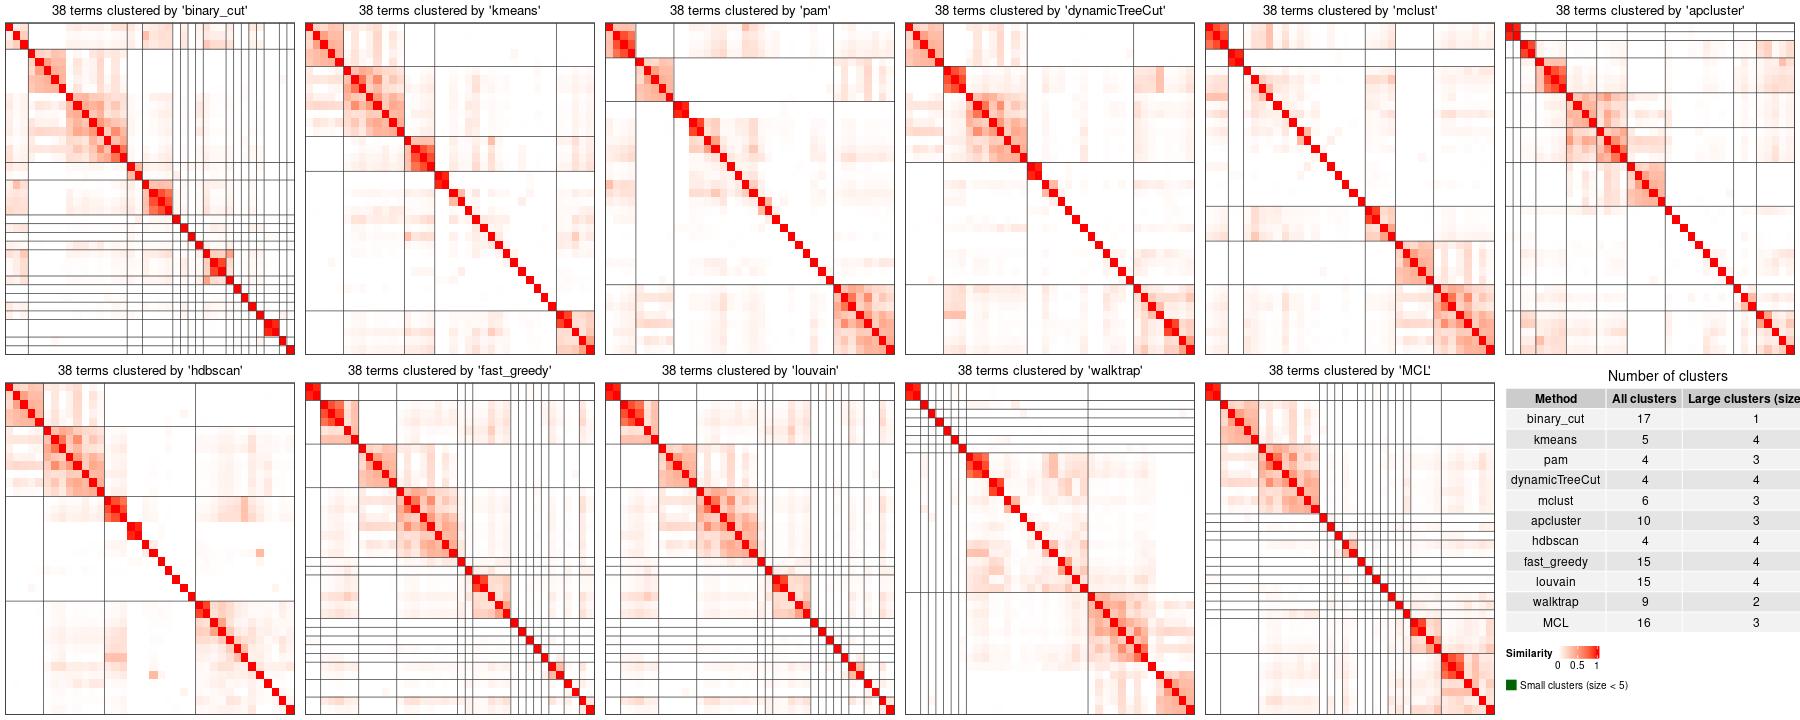 38 terms clustered by 'binary_cut'
38 terms clustered by 'kmeans'
38 terms clustered by 'pam'
38 terms clustered by 'dynamicTreeCut'
38 terms clustered by 'mclust'
38 terms clustered by 'apcluster'
38 terms clustered by 'hdbscan'
38 terms clustered by 'fast_greedy'
38 terms clustered by 'louvain'
38 terms clustered by 'walktrap'
38 terms clustered by 'MCL'
Number of clusters
Method All clusters Large clusters (size
binary_cut 17 1
kmeans 5 4
pam 4 3
dynamicTreeCut 4 4
mclust 6 3
apcluster 10 3
hdbscan 4 4
fast_greedy 15 4
louvain 15 4
walktrap 9 2
MCL 16 3
Similarity
0 0.5 1
Small clusters (size < 5)